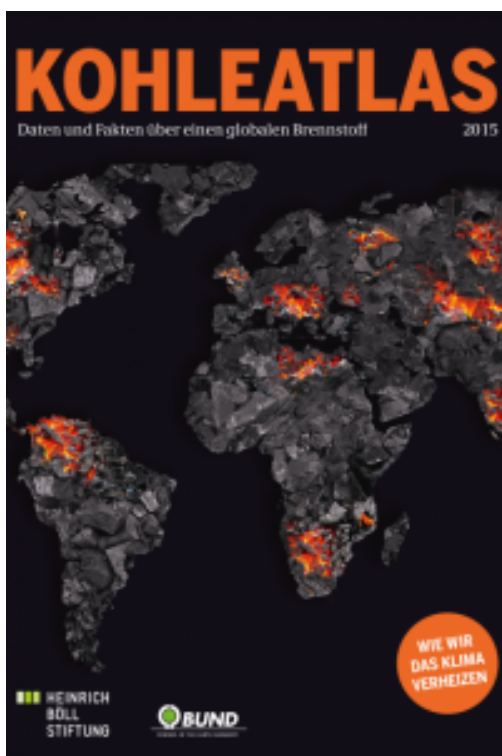 KOHLEATLAS
Daten und Fakten über einen globalen Brennstoff 2015
WIE WIR
DAS KLIMA
VERHEIZEN
HEINRICH
BÖLL
STIFTUNG
BUND